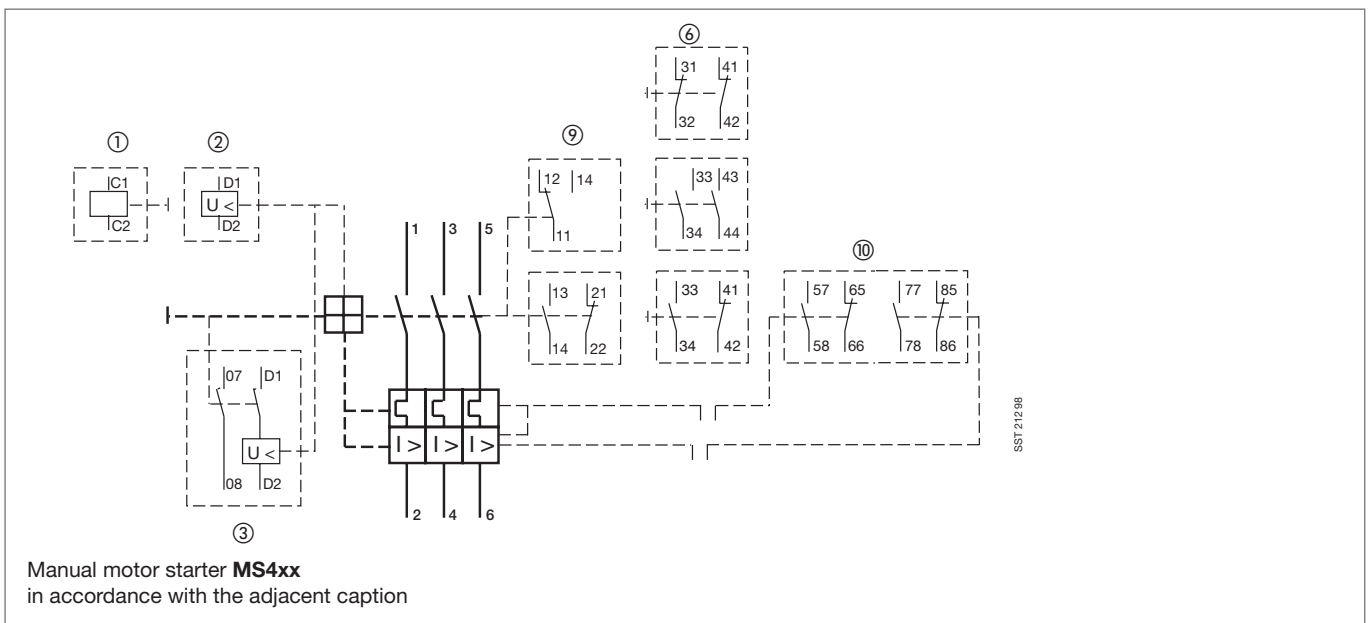 ⑥
31 41
32 42
① ② ⑨
C1 D1 12 14 33 43
U <
C2 D2 11 34 44
1 3 5 ⑩
13 21 33 41 57 65 77 85
14 22 34 42 58 66 78 86
07 D1
I > I > I >
U <
08 D2
2 4 6
③
SST 212 98
Manual motor starter MS4xx
in accordance with the adjacent caption